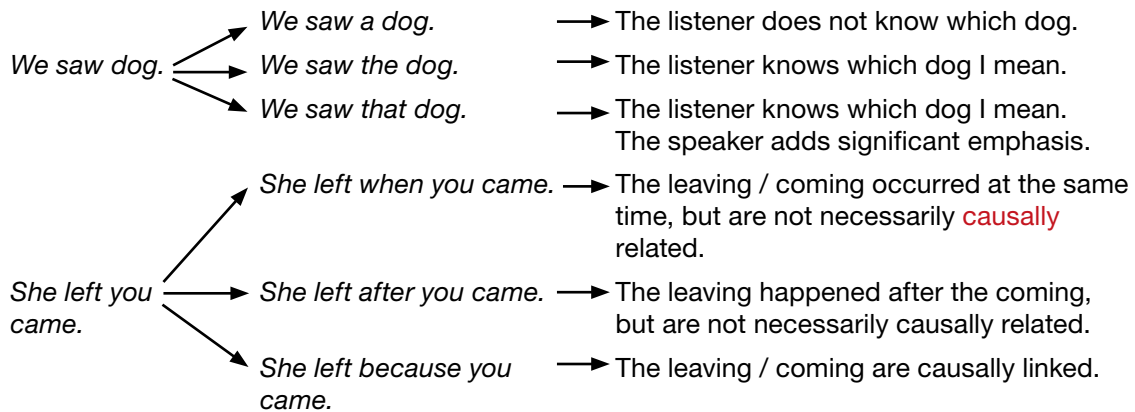 We saw a dog.
The listener does not know which dog.
We saw dog.
We saw the dog.
The listener knows which dog I mean.
We saw that dog.
The listener knows which dog I mean.
The speaker adds significant emphasis.
She left when you came.
The leaving / coming occurred at the same
time, but are not necessarily causally
related.
She left you
came.
She left after you came.
The leaving happened after the coming,
but are not necessarily causally related.
She left because you
came.
The leaving / coming are causally linked.